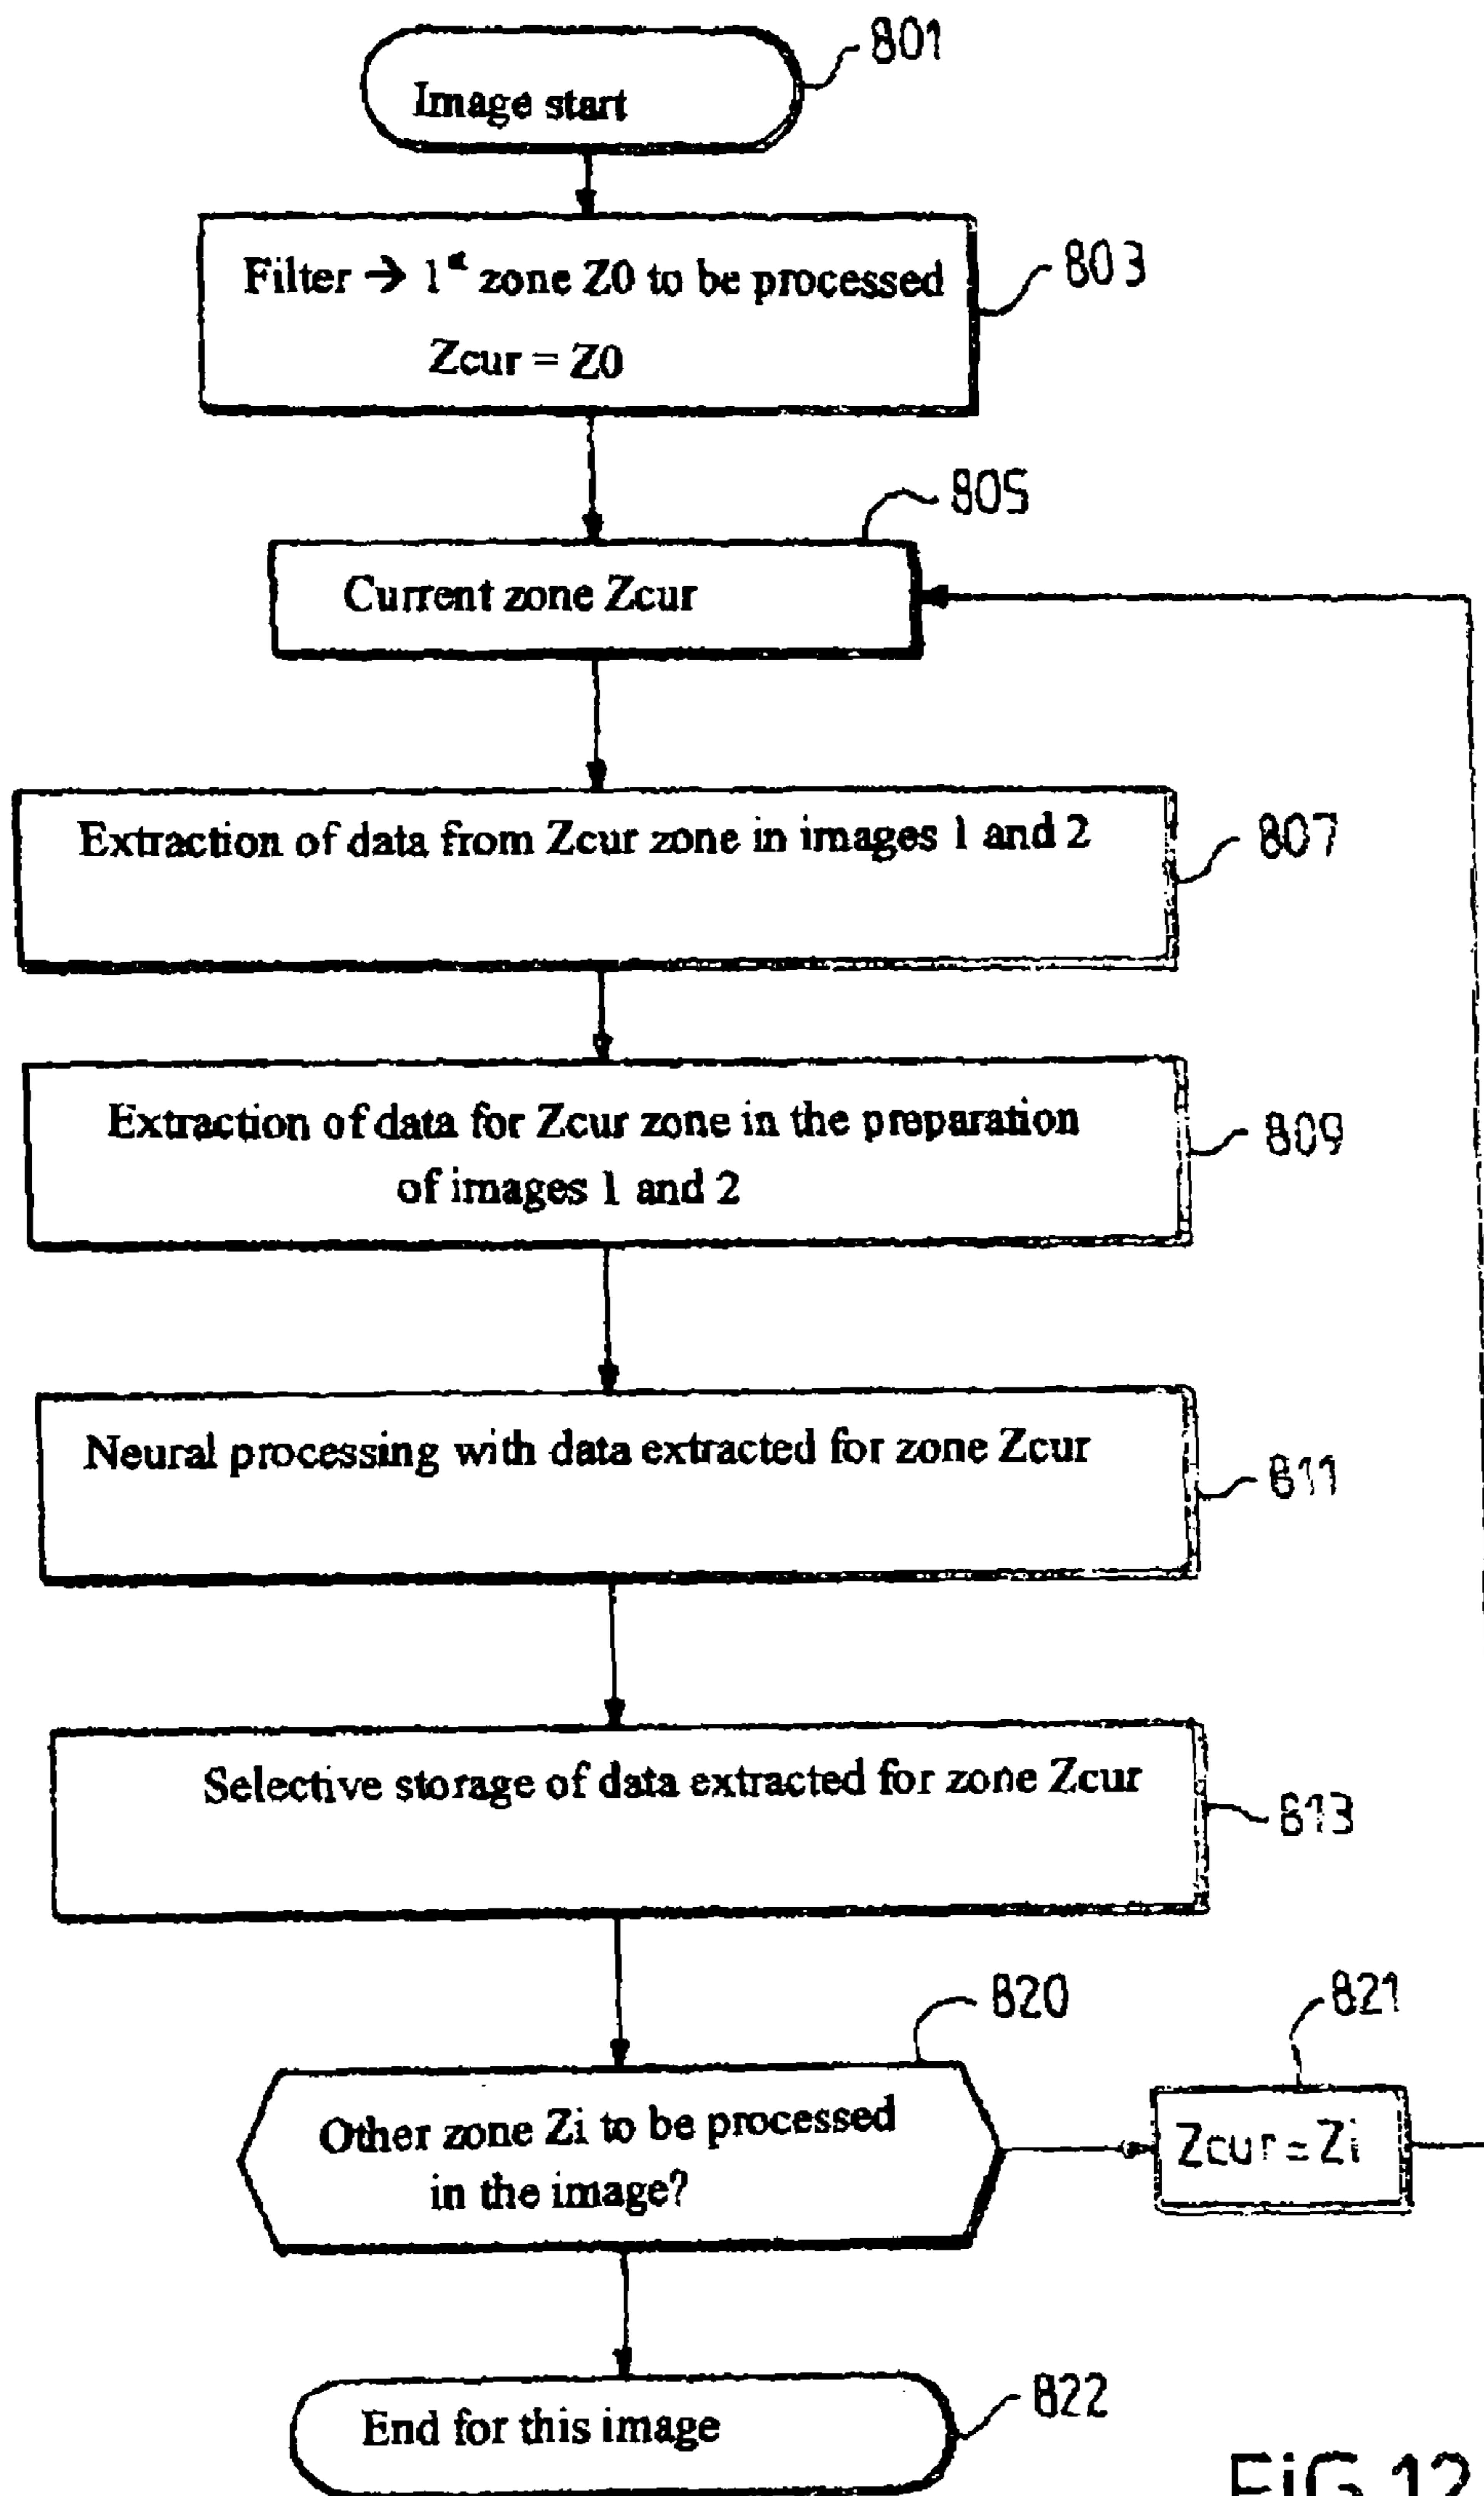 801
Image start
Filter → 1st zone Z0 to be processed
803
Zcur = Z0
805
Current zone Zcur
Extraction of data from Zcur zone in images 1 and 2
807
Extraction of data for Zcur zone in the preparation
809
of images 1 and 2
Neural processing with data extracted for zone Zcur
811
Selective storage of data extracted for zone Zcur
813
820
821
Other zone Zi to be processed
in the image?
Zcur = Zi
822
End for this image
FIG.12